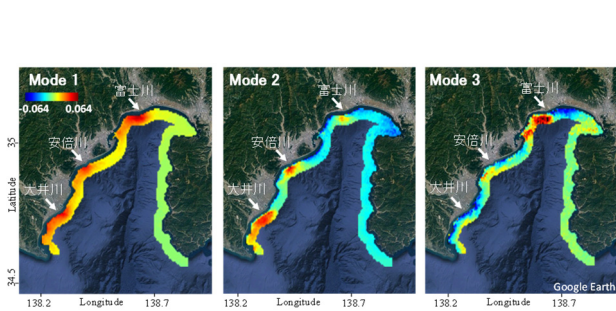 Mode 1
-0.064 0.064
富士川
安倍川
大井川
Mode 2
富士川
安倍川
大井川
Mode 3
富士川
安倍川
大井川
Google Earth
35
Latitude
34.5
138.2 Longitude 138.7
138.2 Longitude 138.7
138.2 Longitude 138.7